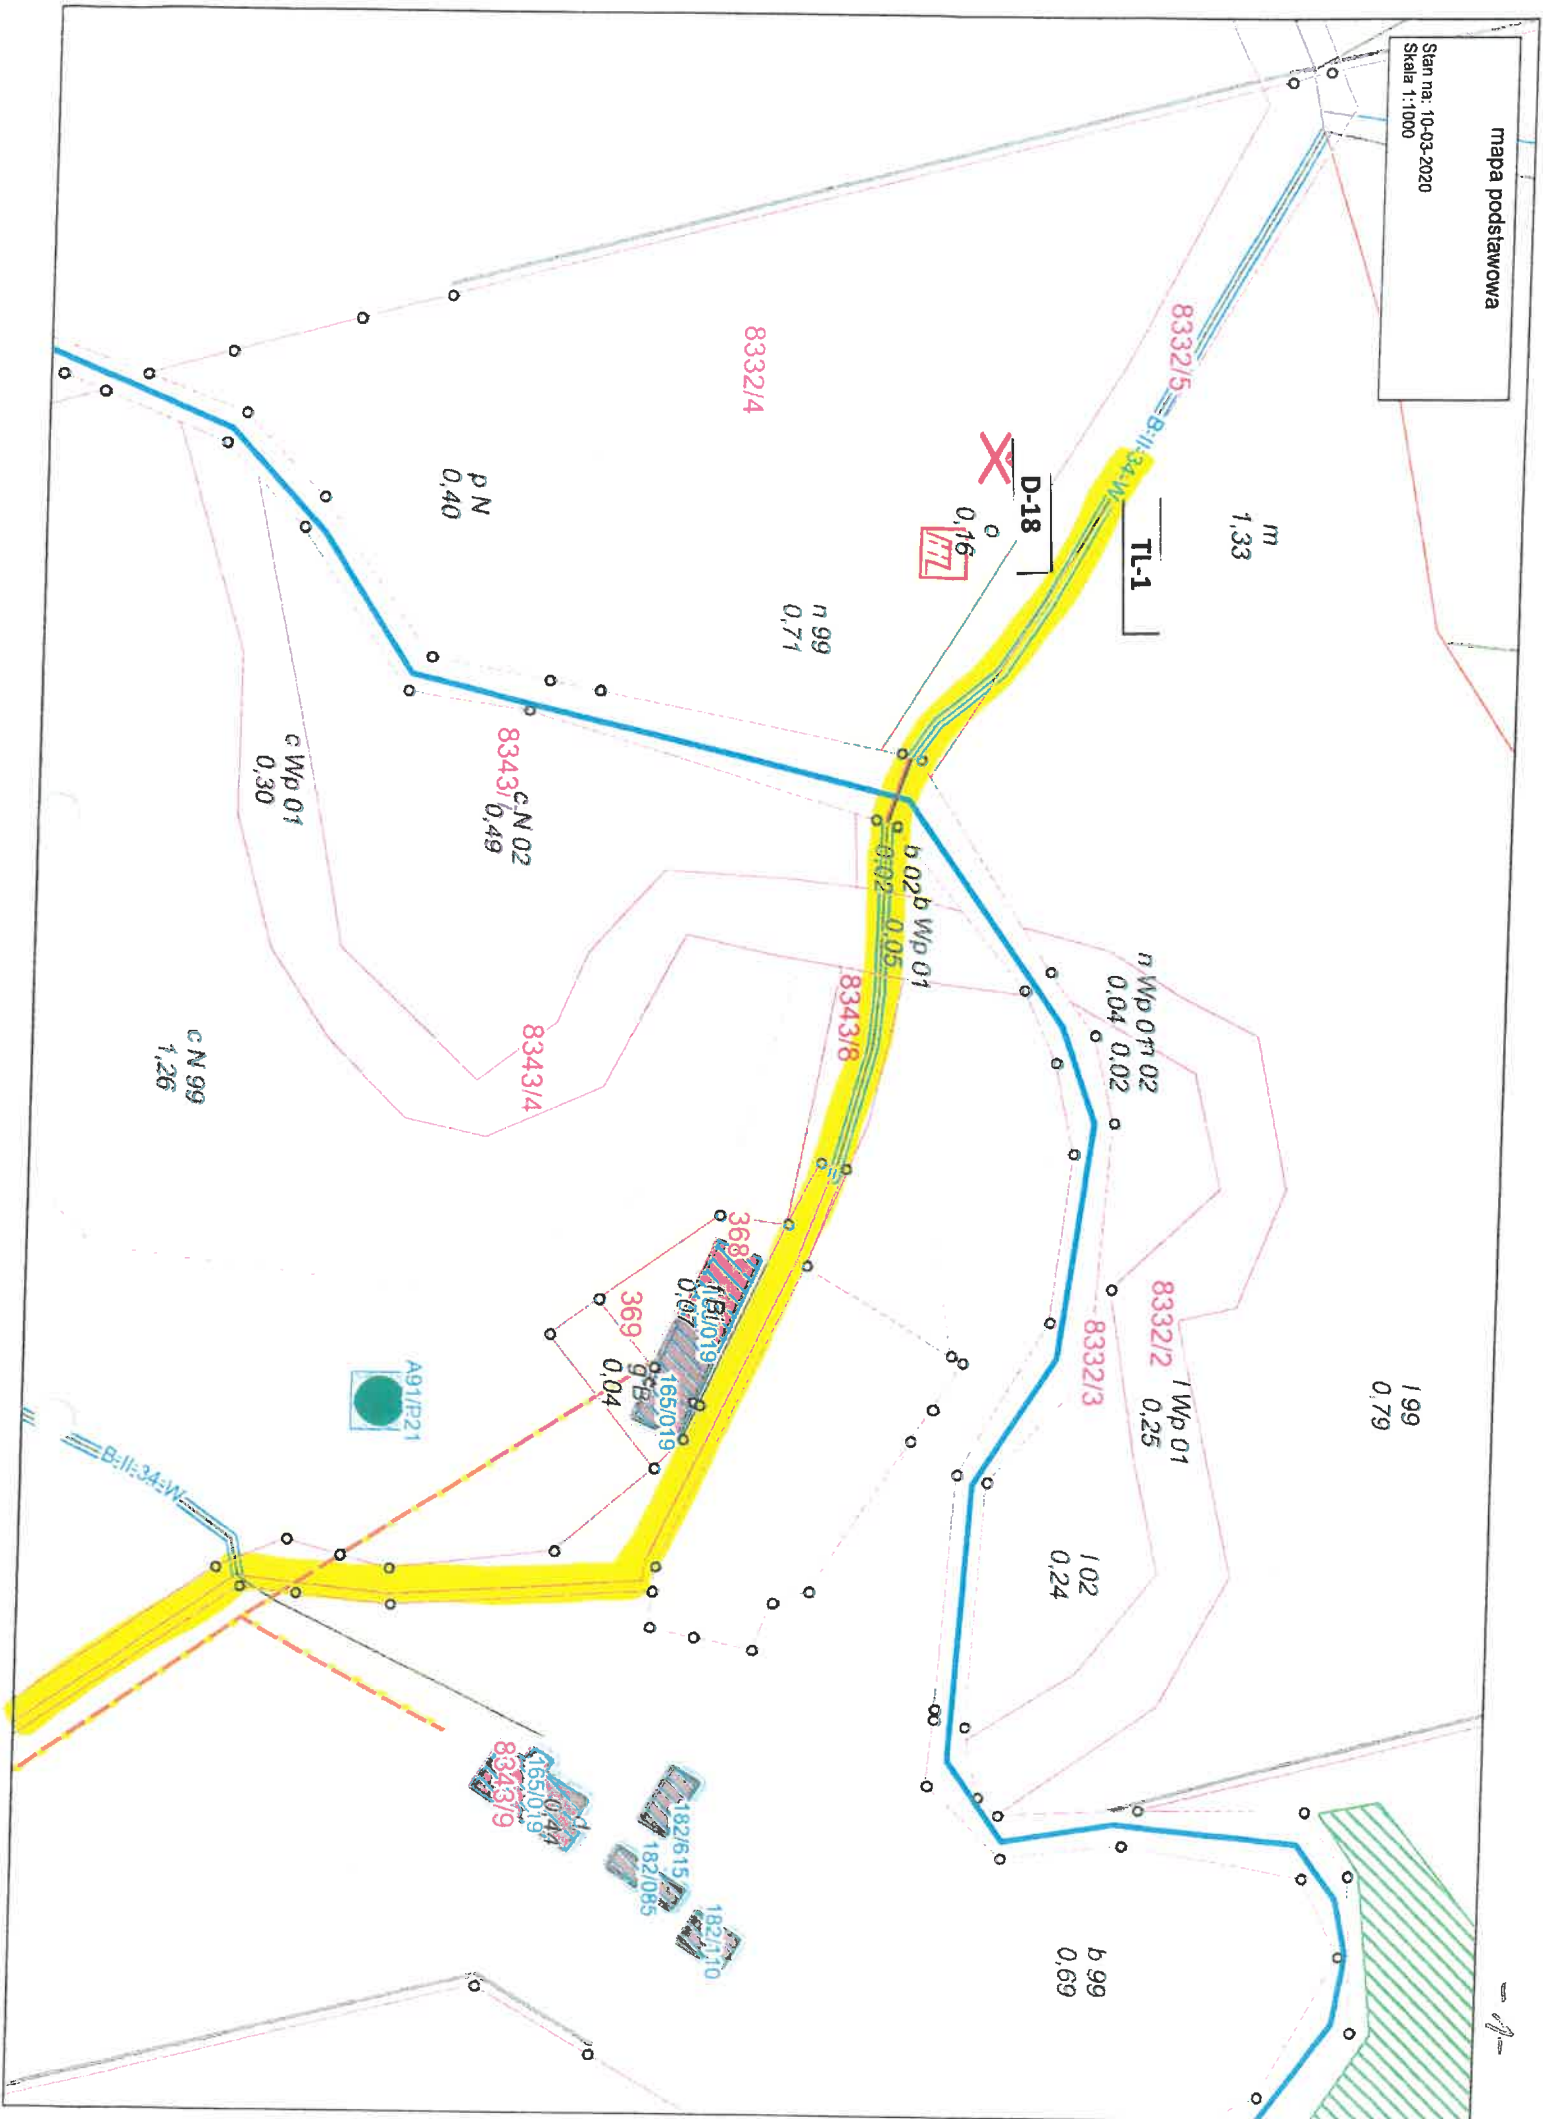 mapa podstawowa
Stan na: 10-03-2020
Skala 1:1000
8332/5
B-II-34-W
m
1,33
TL-1
D-18
o
0,16
8332/4
p N
0,40
n 99
0,71
8343/
c N 02
0,49
c Wp 01
0,30
b 02
0,02
b Wp 01
0,05
n Wp 01
0,04
n 02
0,02
8343/8
8343/4
c N 99
1,26
8332/2
8332/3
l Wp 01
0,25
l 99
0,79
l 02
0,24
368
f Bi
0,07
165/019
369
g B
0,04
165/019
A91/P21
B-II-34-W
8343/9
165/019
0,44
182/615
182/085
182/110
b 99
0,69